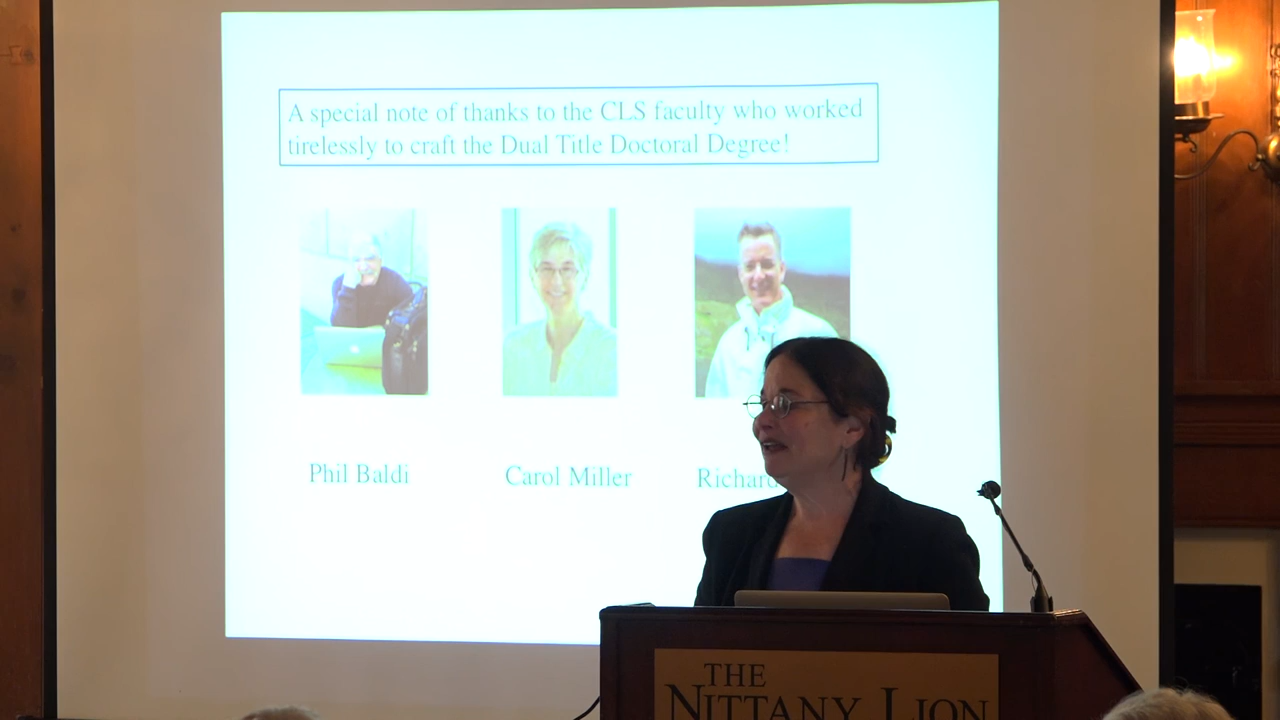 A special note of thanks to the CLS faculty who worked
tirelessly to craft the Dual Title Doctoral Degree!
Phil Baldi
Carol Miller
Richard
THE
NITTANY LION